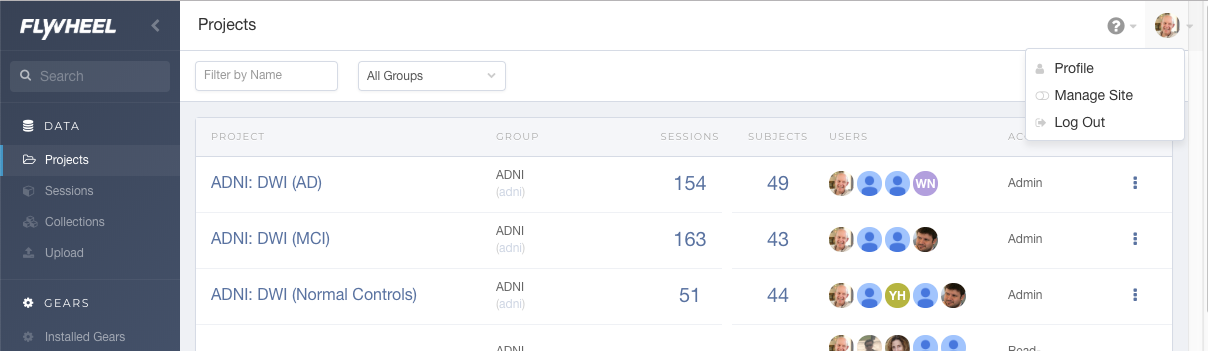 FLYWHEEL
Projects
Search
Filter by Name
All Groups
Profile
Manage Site
Log Out
DATA
Projects
Sessions
Collections
Upload
GEARS
Installed Gears
PROJECT GROUP SESSIONS SUBJECTS USERS
ADNI: DWI (AD) ADNI 154 49 WN Admin
(adni)
ADNI: DWI (MCI) ADNI 163 43 Admin
(adni)
ADNI: DWI (Normal Controls) ADNI 51 44 YH Admin
(adni)
ADNI Read-